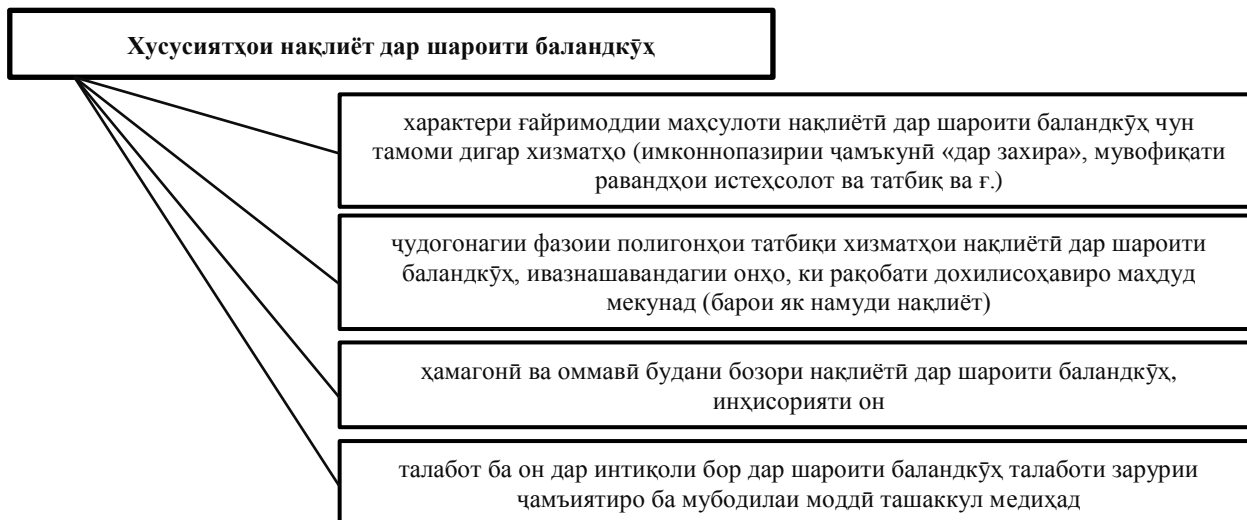 Хусусиятҳои нақлиёт дар шароити баландкӯҳ
характери ғайримоддии маҳсулоти нақлиётӣ дар шароити баландкӯҳ чун
тамоми дигар хизматҳо (имконнопазирии ҷамъкунӣ «дар захира», мувофиқати
равандҳои истеҳсолот ва татбиқ ва ғ.)
ҷудогонагии фазоии полигонҳои татбиқи хизматҳои нақлиётӣ дар шароити
баландкӯҳ, ивазнашавандагии онҳо, ки рақобати дохилисоҳавиро маҳдуд
мекунад (барои як намуди нақлиёт)
ҳамагонӣ ва оммавӣ будани бозори нақлиётӣ дар шароити баландкӯҳ,
инҳисорияти он
талабот ба он дар интиқоли бор дар шароити баландкӯҳ талаботи зарурии
ҷамъиятиро ба мубодилаи моддӣ ташаккул медиҳад